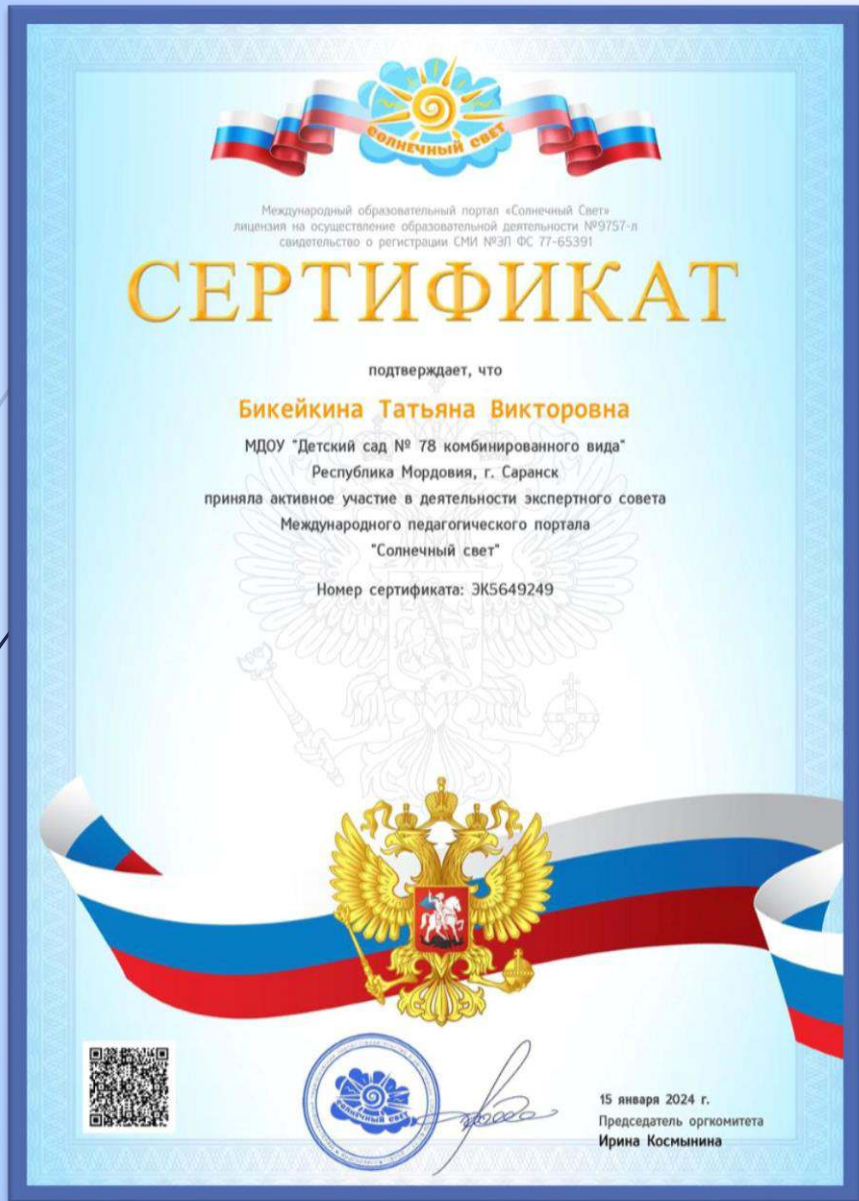 СОЛНЕЧНЫЙ СВЕТ
Международный образовательный портал «Солнечный Свет»
лицензия на осуществление образовательной деятельности №9757-л
свидетельство о регистрации СМИ №ЭЛ ФС 77-65391
СЕРТИФИКАТ
подтверждает, что
Бикейкина Татьяна Викторовна
МДОУ "Детский сад № 78 комбинированного вида"
Республика Мордовия, г. Саранск
приняла активное участие в деятельности экспертного совета
Международного педагогического портала
"Солнечный свет"
Номер сертификата: ЭК5649249
СОЛНЕЧНЫЙ СВЕТ
15 января 2024 г.
Председатель оргкомитета
Ирина Космынина